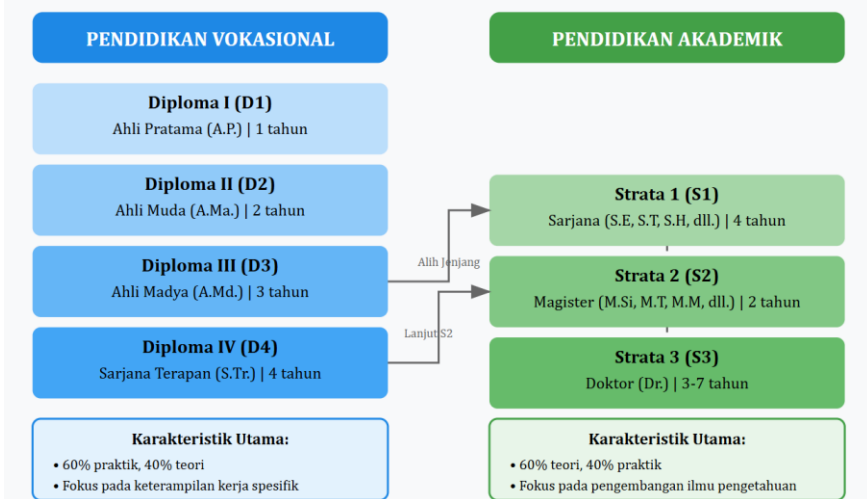 PENDIDIKAN VOKASIONAL
Diploma I (D1)
Ahli Pratama (A.P.) | 1 tahun
Diploma II (D2)
Ahli Muda (A.Ma.) | 2 tahun
Diploma III (D3)
Ahli Madya (A.Md.) | 3 tahun
Diploma IV (D4)
Sarjana Terapan (S.Tr.) | 4 tahun
Karakteristik Utama:
• 60% praktik, 40% teori
• Fokus pada keterampilan kerja spesifik
Alih Jenjang
Lanjut S2
PENDIDIKAN AKADEMIK
Strata 1 (S1)
Sarjana (S.E, S.T, S.H, dll.) | 4 tahun
Strata 2 (S2)
Magister (M.Si, M.T, M.M, dll.) | 2 tahun
Strata 3 (S3)
Doktor (Dr.) | 3-7 tahun
Karakteristik Utama:
• 60% teori, 40% praktik
• Fokus pada pengembangan ilmu pengetahuan